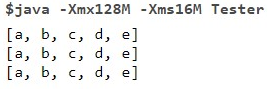 $java -Xmx128M -Xms16M Tester
[a, b, c, d, e]
[a, b, c, d, e]
[a, b, c, d, e]